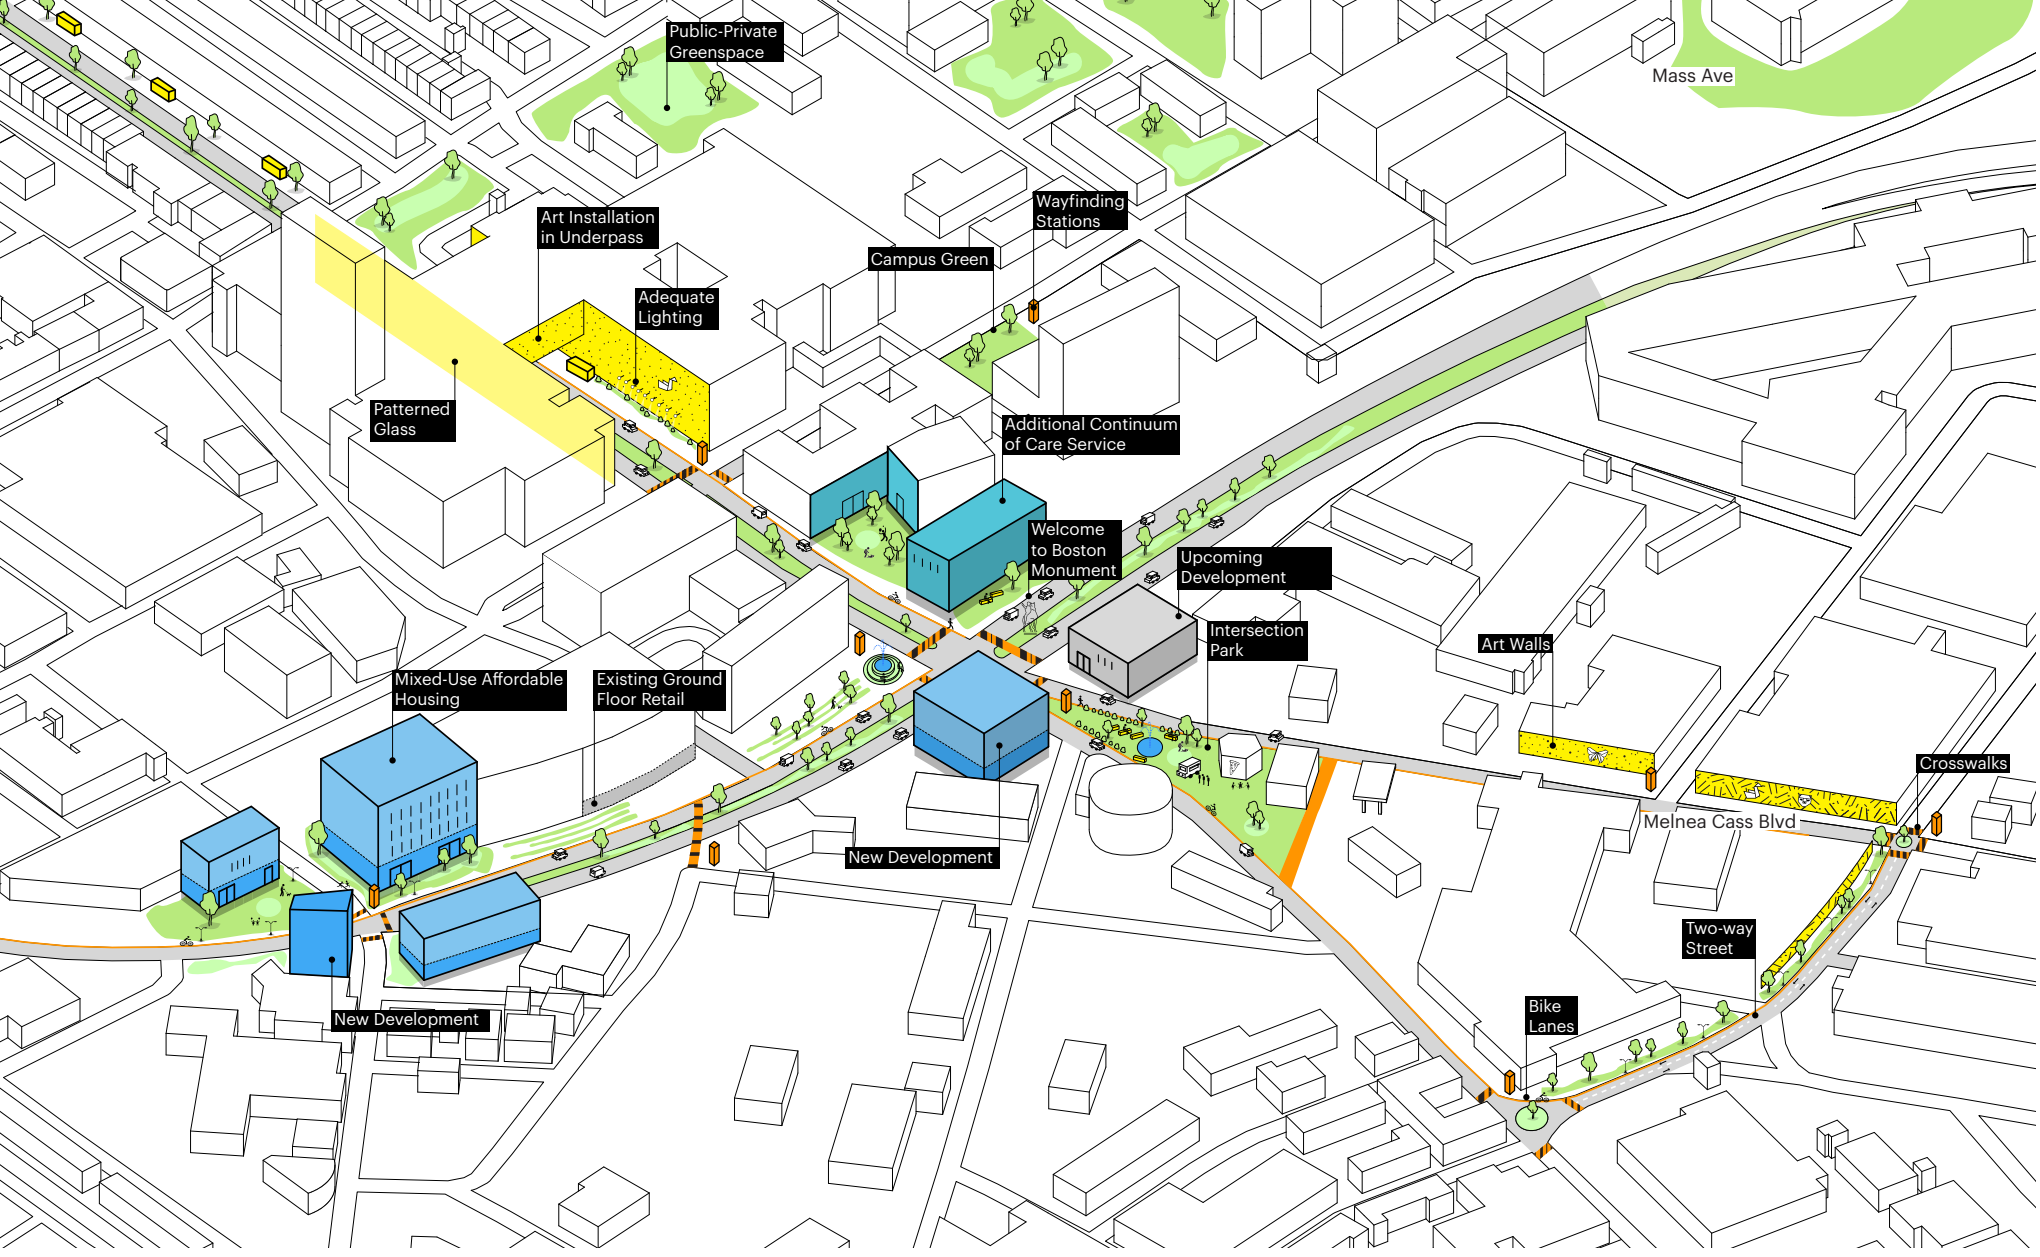 Public-Private
Greenspace
Mass Ave
Wayfinding
Stations
Art Installation
in Underpass
Campus Green
Adequate
Lighting
Patterned
Glass
Additional Continuum
of Care Service
Welcome
to Boston
Monument
Upcoming
Development
Intersection
Park
Art Walls
Mixed-Use Affordable
Housing
Existing Ground
Floor Retail
Crosswalks
Melnea Cass Blvd
New Development
Two-way
Street
Bike
Lanes
New Development